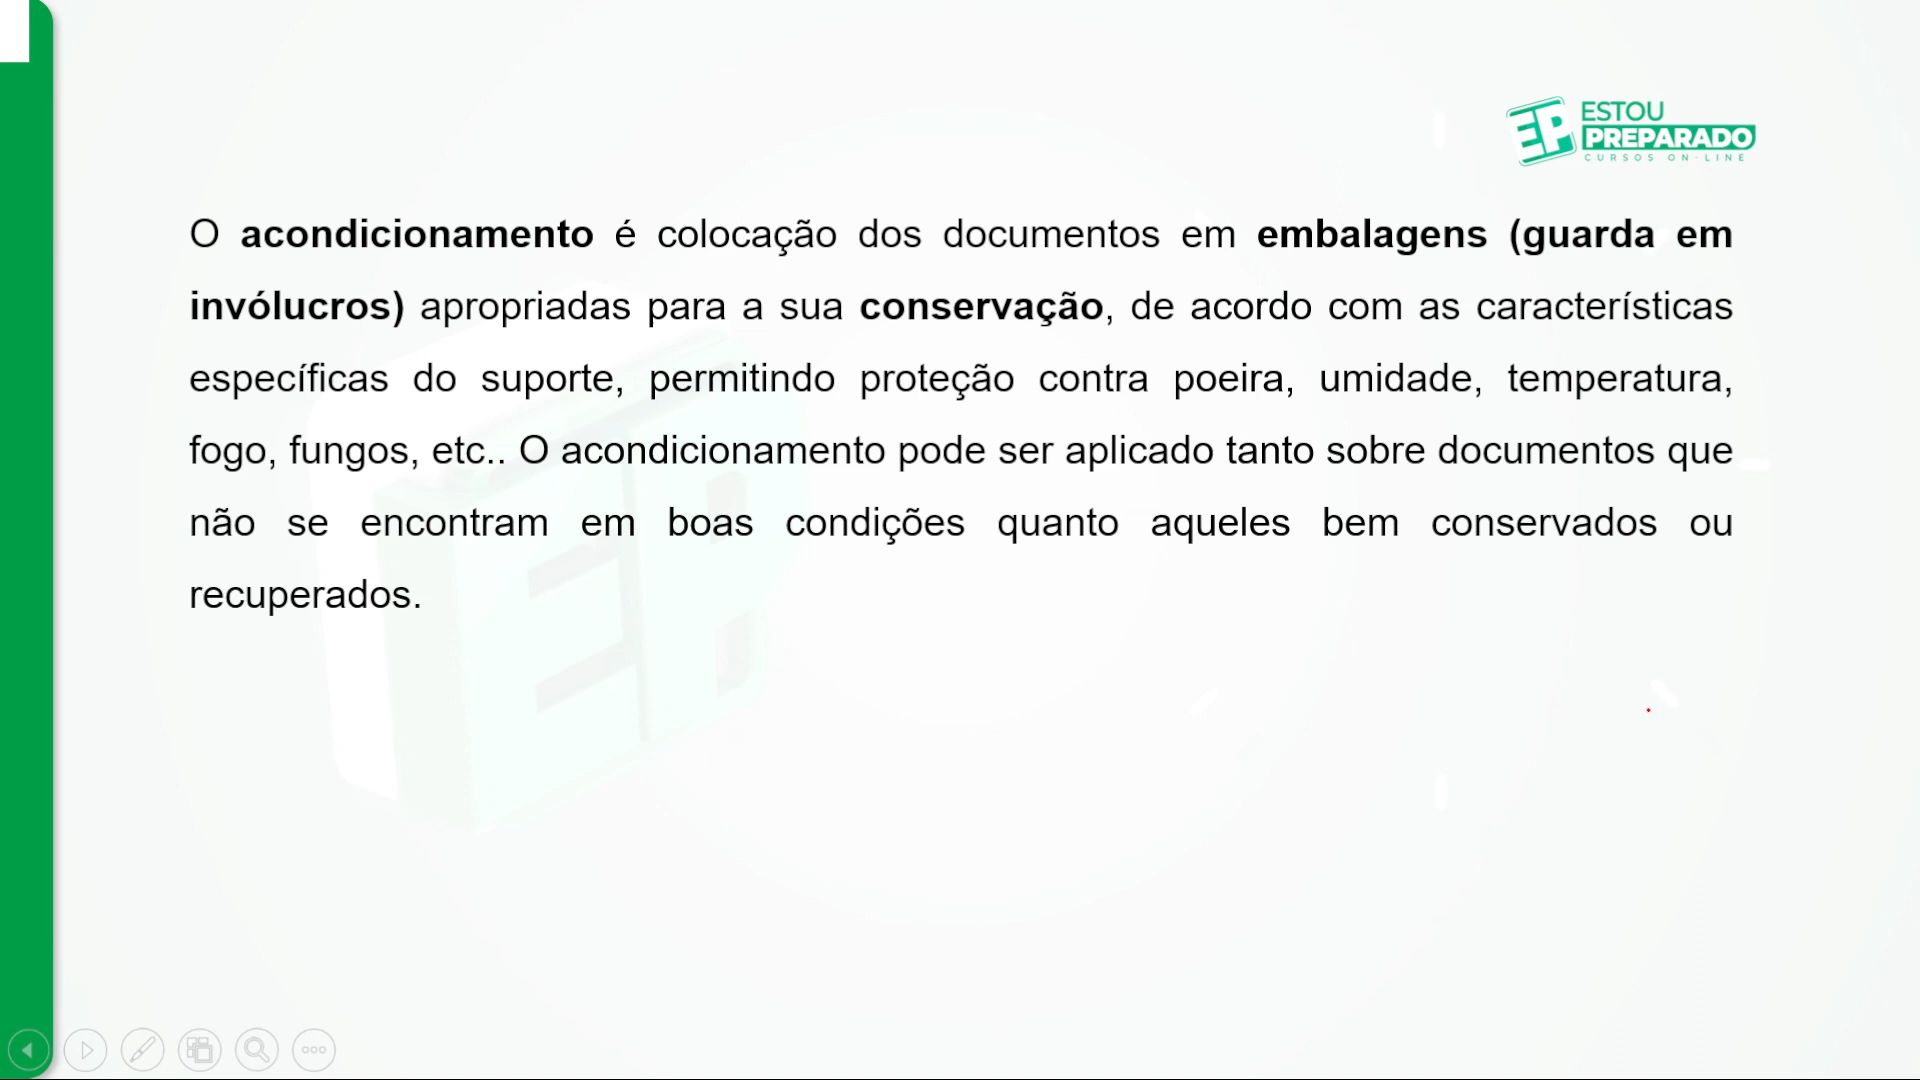 ESTOU
PREPARADO
CURSOS ON-LINE
O acondicionamento é colocação dos documentos em embalagens (guarda em
invólucros) apropriadas para a sua conservação, de acordo com as características
específicas do suporte, permitindo proteção contra poeira, umidade, temperatura,
fogo, fungos, etc.. O acondicionamento pode ser aplicado tanto sobre documentos que
não se encontram em boas condições quanto aqueles bem conservados ou
recuperados.